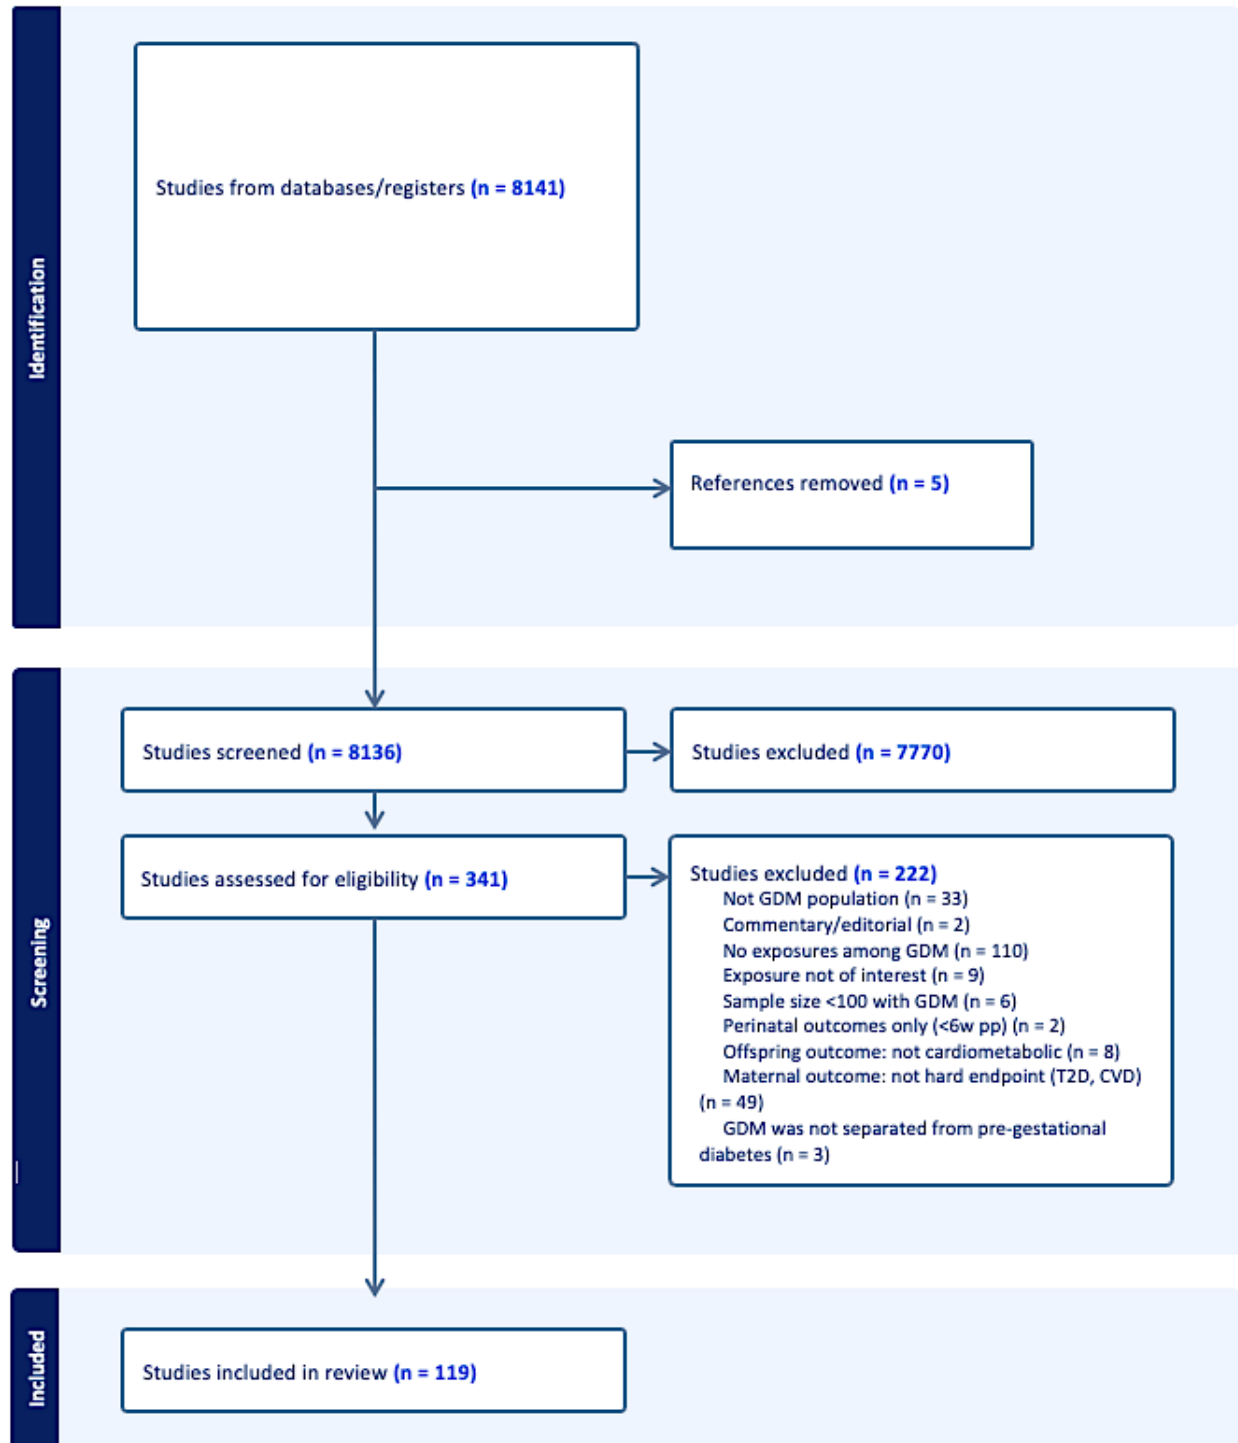 Identification
Studies from databases/registers (n = 8141)
References removed (n = 5)
Screening
Studies screened (n = 8136)
Studies excluded (n = 7770)
Studies assessed for eligibility (n = 341)
Studies excluded (n = 222)
Not GDM population (n = 33)
Commentary/editorial (n = 2)
No exposures among GDM (n = 110)
Exposure not of interest (n = 9)
Sample size <100 with GDM (n = 6)
Perinatal outcomes only (<6w pp) (n = 2)
Offspring outcome: not cardiometabolic (n = 8)
Maternal outcome: not hard endpoint (T2D, CVD)
(n = 49)
GDM was not separated from pre-gestational
diabetes (n = 3)
Included
Studies included in review (n = 119)